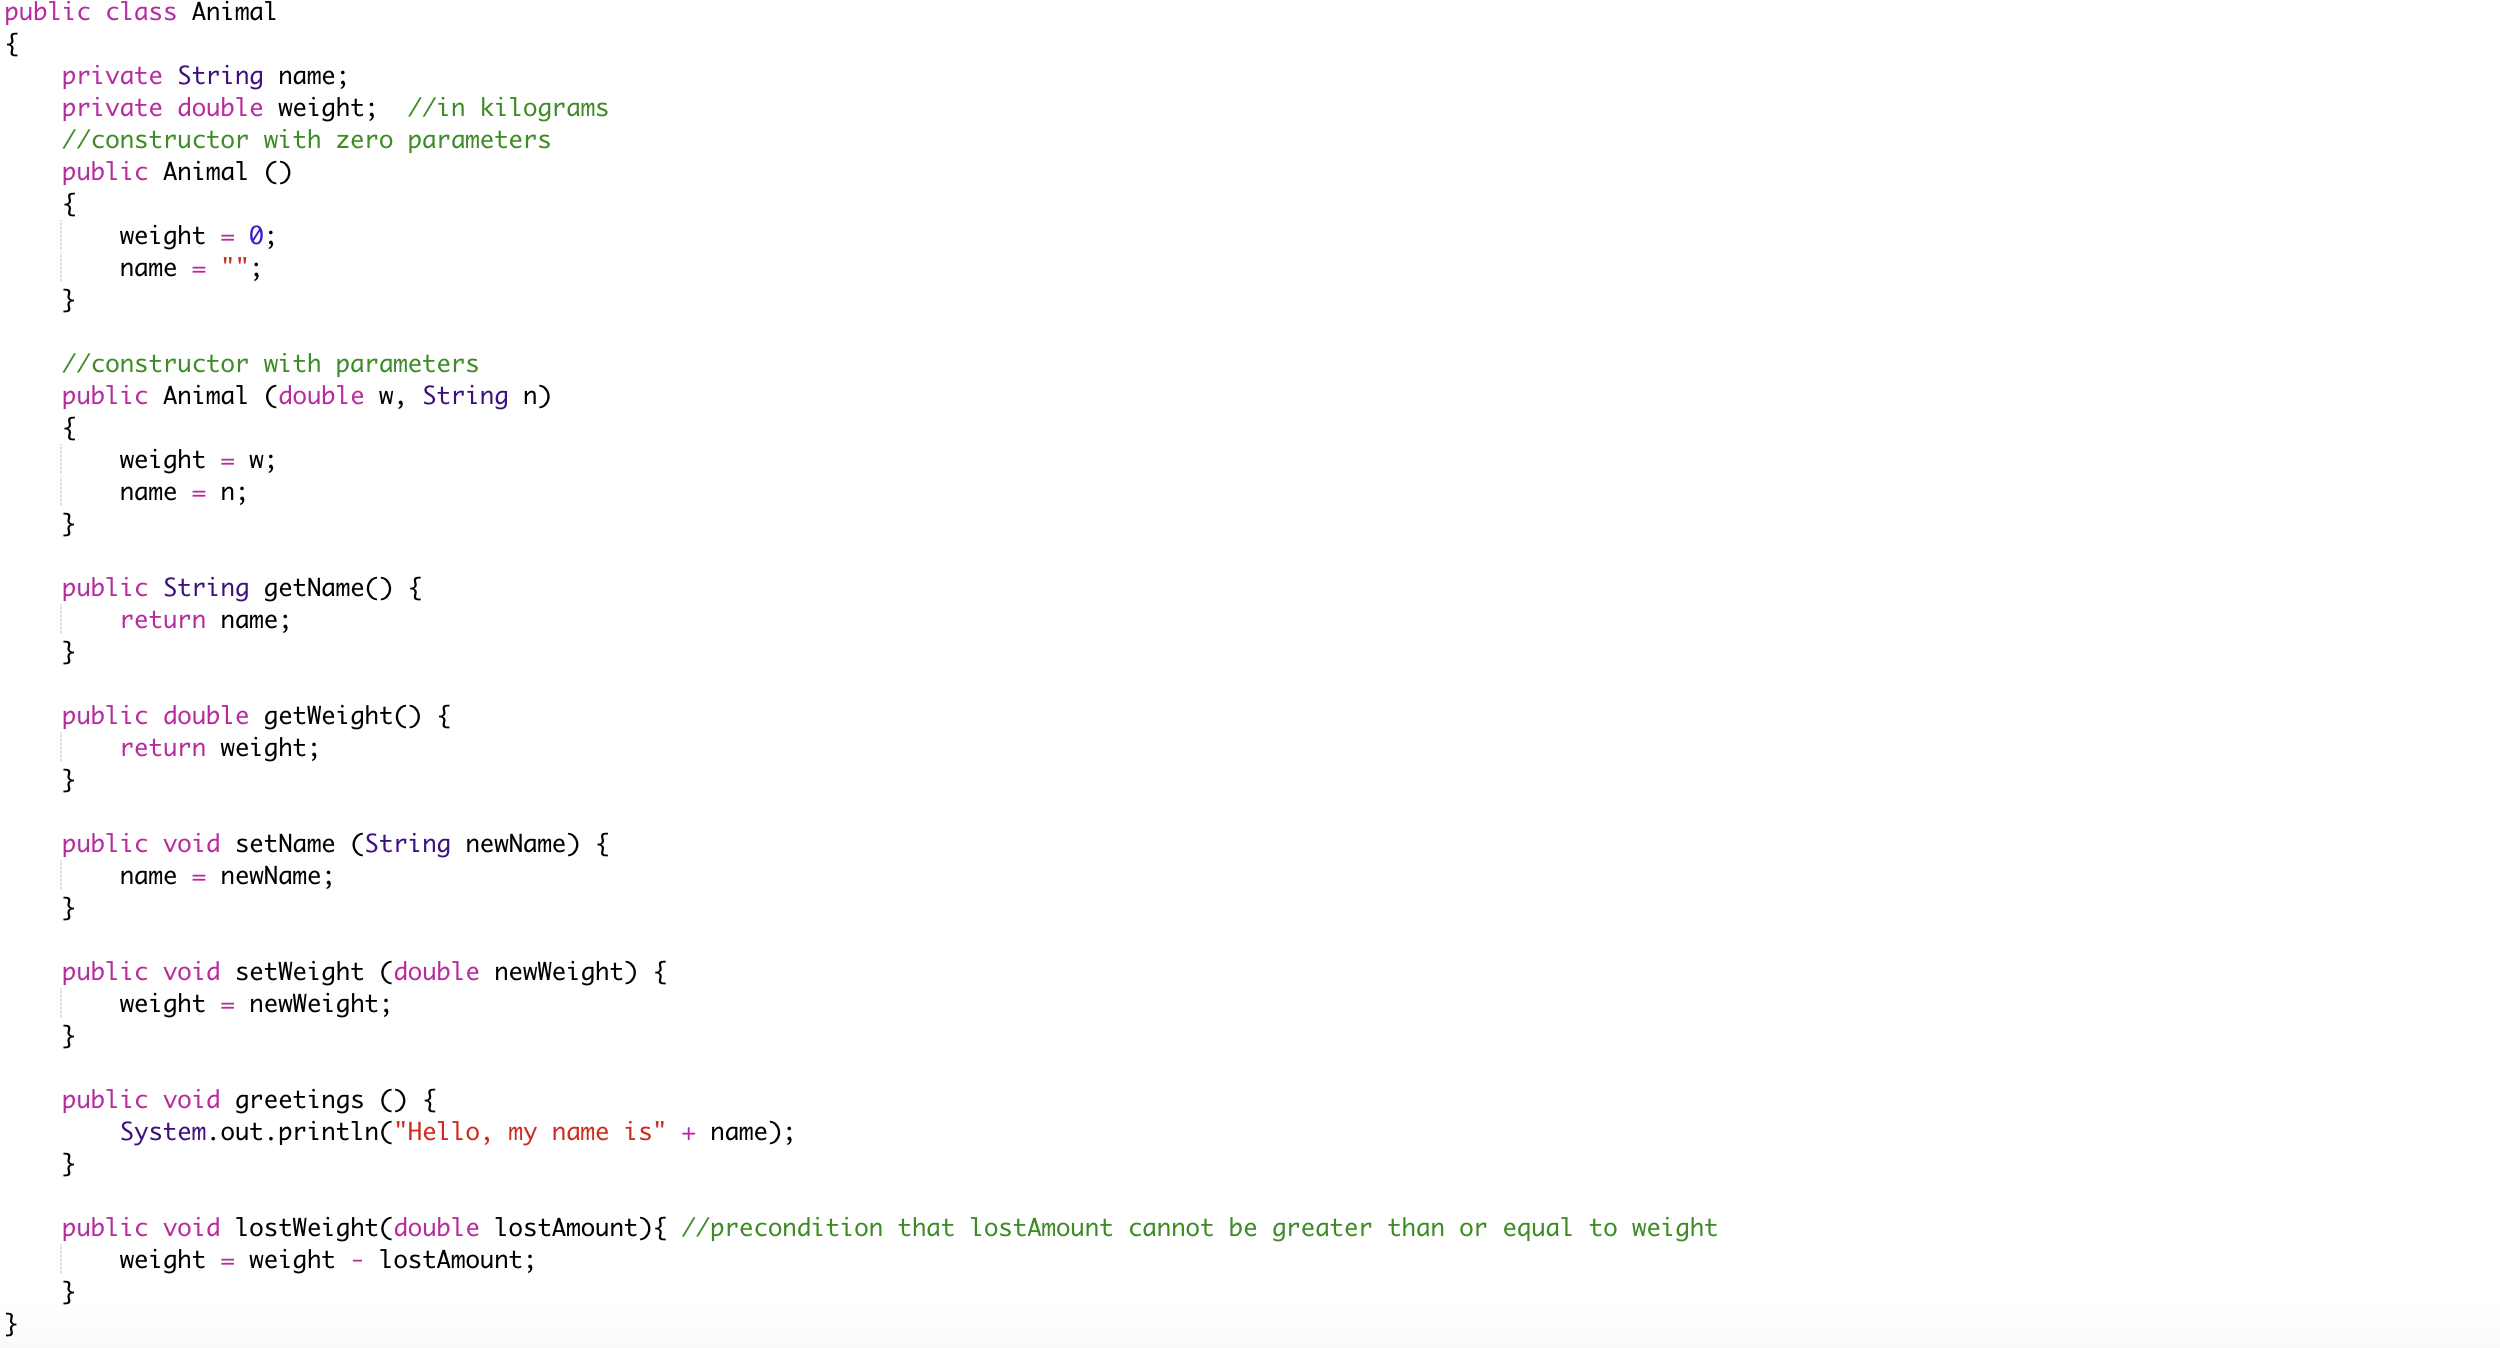 public class Animal
{
    private String name;
    private double weight;  //in kilograms
    //constructor with zero parameters
    public Animal ()
    {
        weight = 0;
        name = "";
    }

    //constructor with parameters
    public Animal (double w, String n)
    {
        weight = w;
        name = n;
    }

    public String getName() {
        return name;
    }

    public double getWeight() {
        return weight;
    }

    public void setName (String newName) {
        name = newName;
    }

    public void setWeight (double newWeight) {
        weight = newWeight;
    }

    public void greetings () {
        System.out.println("Hello, my name is" + name);
    }

    public void lostWeight(double lostAmount){ //precondition that lostAmount cannot be greater than or equal to weight
        weight = weight - lostAmount;
    }
}